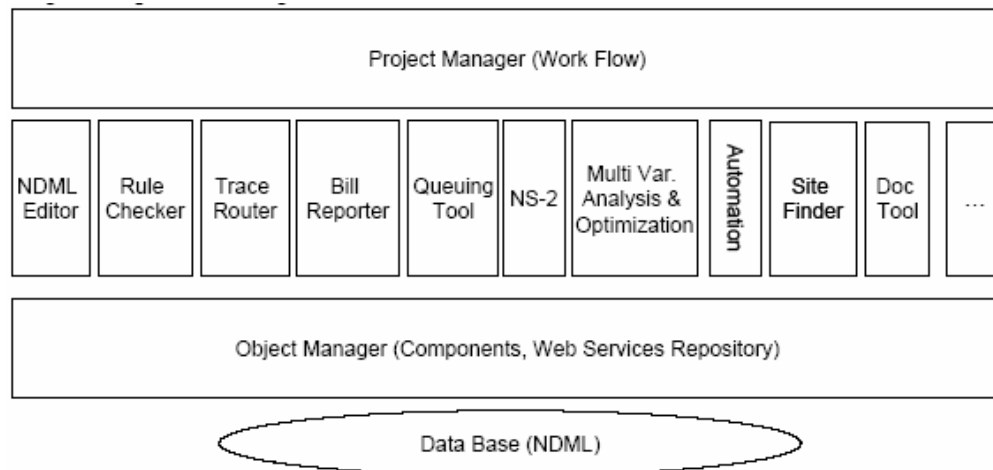 Project Manager (Work Flow)
NDML
Editor
Rule
Checker
Trace
Router
Bill
Reporter
Queuing
Tool
NS-2
Multi Var.
Analysis &
Optimization
Automation
Site
Finder
Doc
Tool
...
Object Manager (Components, Web Services Repository)
Data Base (NDML)